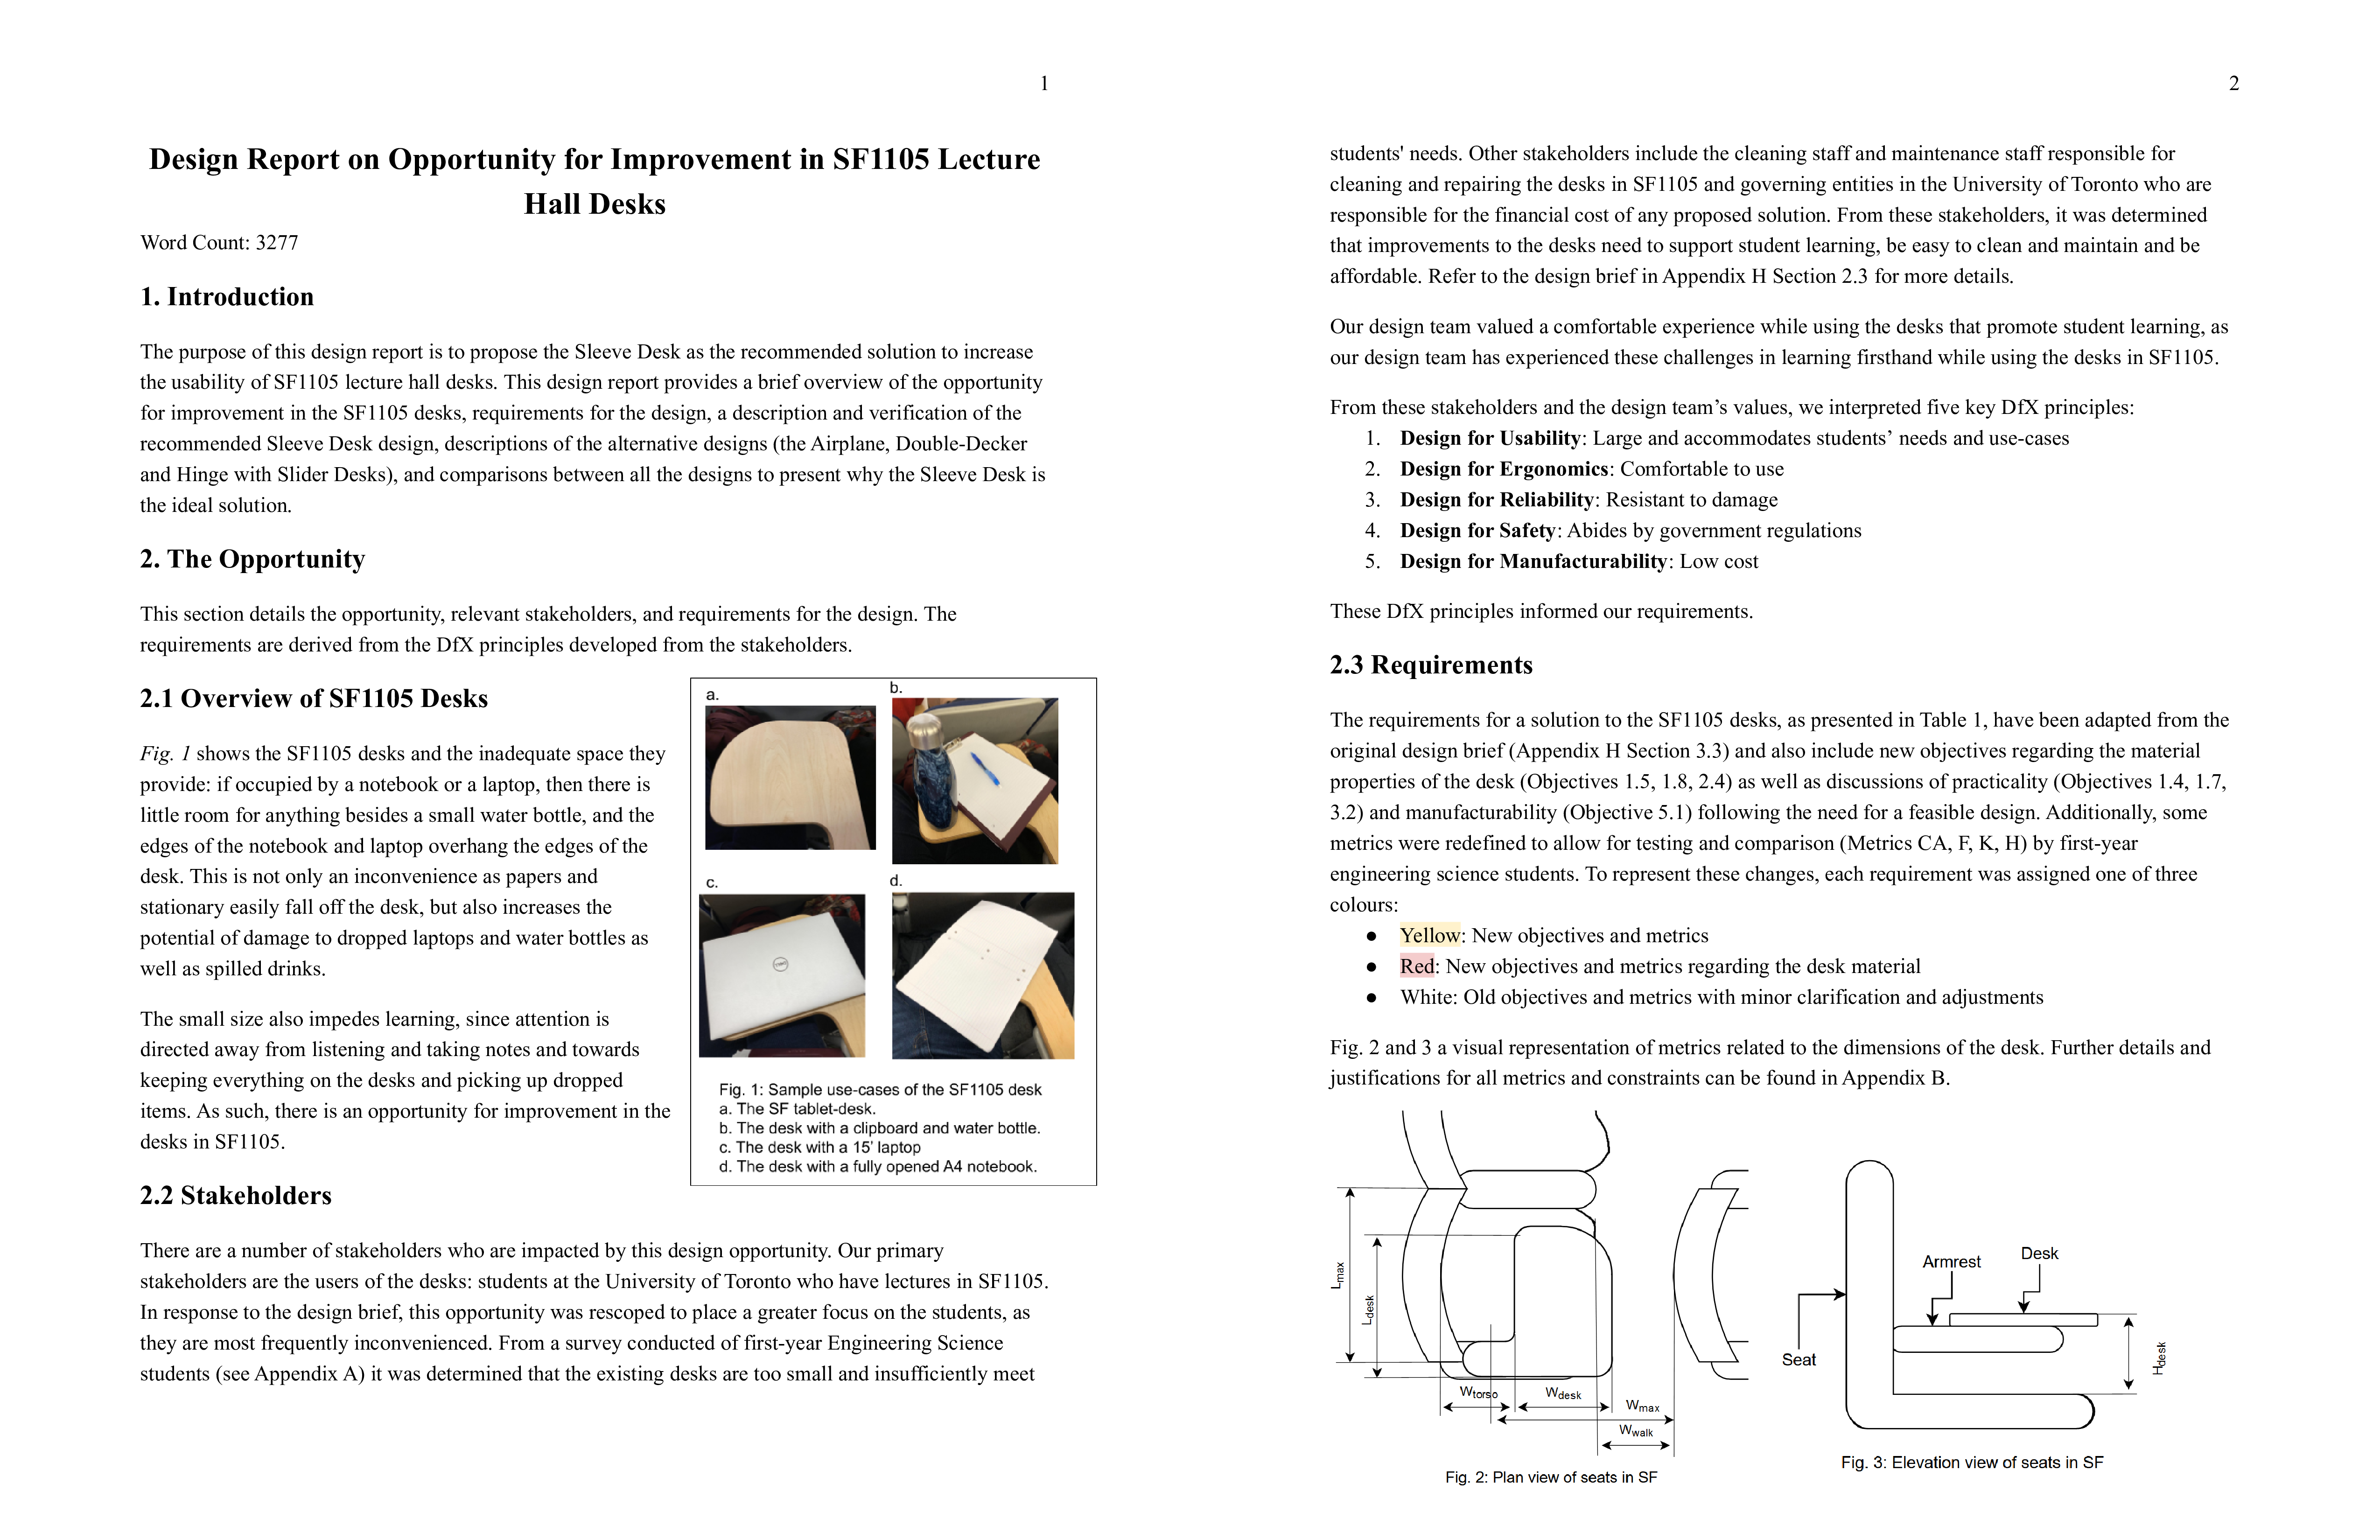 1
Design Report on Opportunity for Improvement in SF1105 Lecture
Hall Desks
Word Count: 3277
1. Introduction
The purpose of this design report is to propose the Sleeve Desk as the recommended solution to increase
the usability of SF1105 lecture hall desks. This design report provides a brief overview of the opportunity
for improvement in the SF1105 desks, requirements for the design, a description and verification of the
recommended Sleeve Desk design, descriptions of the alternative designs (the Airplane, Double-Decker
and Hinge with Slider Desks), and comparisons between all the designs to present why the Sleeve Desk is
the ideal solution.
2. The Opportunity
This section details the opportunity, relevant stakeholders, and requirements for the design. The
requirements are derived from the DfX principles developed from the stakeholders.
2.1 Overview of SF1105 Desks
Fig. 1 shows the SF1105 desks and the inadequate space they
provide: if occupied by a notebook or a laptop, then there is
little room for anything besides a small water bottle, and the
edges of the notebook and laptop overhang the edges of the
desk. This is not only an inconvenience as papers and
stationary easily fall off the desk, but also increases the
potential of damage to dropped laptops and water bottles as
well as spilled drinks.
The small size also impedes learning, since attention is
directed away from listening and taking notes and towards
keeping everything on the desks and picking up dropped
items. As such, there is an opportunity for improvement in the
desks in SF1105.
a.
b.
c.
d.
Fig. 1: Sample use-cases of the SF1105 desk
a. The SF tablet-desk.
b. The desk with a clipboard and water bottle.
c. The desk with a 15' laptop
d. The desk with a fully opened A4 notebook.
2.2 Stakeholders
There are a number of stakeholders who are impacted by this design opportunity. Our primary
stakeholders are the users of the desks: students at the University of Toronto who have lectures in SF1105.
In response to the design brief, this opportunity was rescoped to place a greater focus on the students, as
they are most frequently inconvenienced. From a survey conducted of first-year Engineering Science
students (see Appendix A) it was determined that the existing desks are too small and insufficiently meet
2
students' needs. Other stakeholders include the cleaning staff and maintenance staff responsible for
cleaning and repairing the desks in SF1105 and governing entities in the University of Toronto who are
responsible for the financial cost of any proposed solution. From these stakeholders, it was determined
that improvements to the desks need to support student learning, be easy to clean and maintain and be
affordable. Refer to the design brief in Appendix H Section 2.3 for more details.
Our design team valued a comfortable experience while using the desks that promote student learning, as
our design team has experienced these challenges in learning firsthand while using the desks in SF1105.
From these stakeholders and the design team’s values, we interpreted five key DfX principles:
1. Design for Usability: Large and accommodates students’ needs and use-cases
2. Design for Ergonomics: Comfortable to use
3. Design for Reliability: Resistant to damage
4. Design for Safety: Abides by government regulations
5. Design for Manufacturability: Low cost
These DfX principles informed our requirements.
2.3 Requirements
The requirements for a solution to the SF1105 desks, as presented in Table 1, have been adapted from the
original design brief (Appendix H Section 3.3) and also include new objectives regarding the material
properties of the desk (Objectives 1.5, 1.8, 2.4) as well as discussions of practicality (Objectives 1.4, 1.7,
3.2) and manufacturability (Objective 5.1) following the need for a feasible design. Additionally, some
metrics were redefined to allow for testing and comparison (Metrics CA, F, K, H) by first-year
engineering science students. To represent these changes, each requirement was assigned one of three
colours:
● Yellow: New objectives and metrics
● Red: New objectives and metrics regarding the desk material
● White: Old objectives and metrics with minor clarification and adjustments
Fig. 2 and 3 a visual representation of metrics related to the dimensions of the desk. Further details and
justifications for all metrics and constraints can be found in Appendix B.
Lmax
Ldesk
Wtorso
Wdesk
Wmax
Wwalk
Fig. 2: Plan view of seats in SF
Armrest
Desk
Seat
Hdesk
Fig. 3: Elevation view of seats in SF